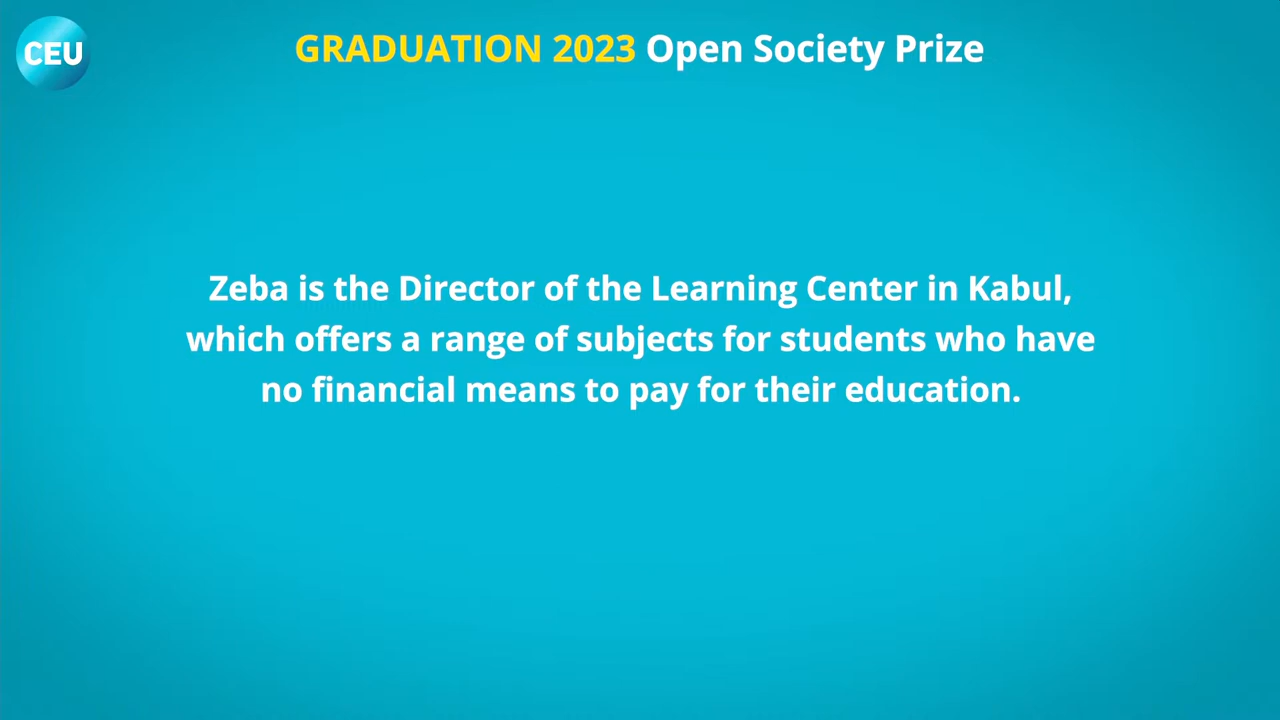 CEU
GRADUATION 2023 Open Society Prize
Zeba is the Director of the Learning Center in Kabul,
which offers a range of subjects for students who have
no financial means to pay for their education.